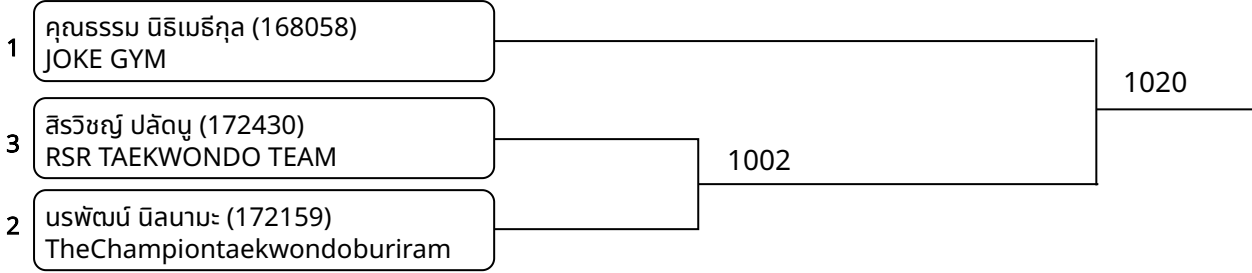 1
คุณธรรม นิธิเมธีกุล (168058)
JOKE GYM
1020
3
สิรวิชญ์ ปลัดนู (172430)
RSR TAEKWONDO TEAM
1002
2
นรพัฒน์ นิลนามะ (172159)
TheChampiontaekwondoburiram